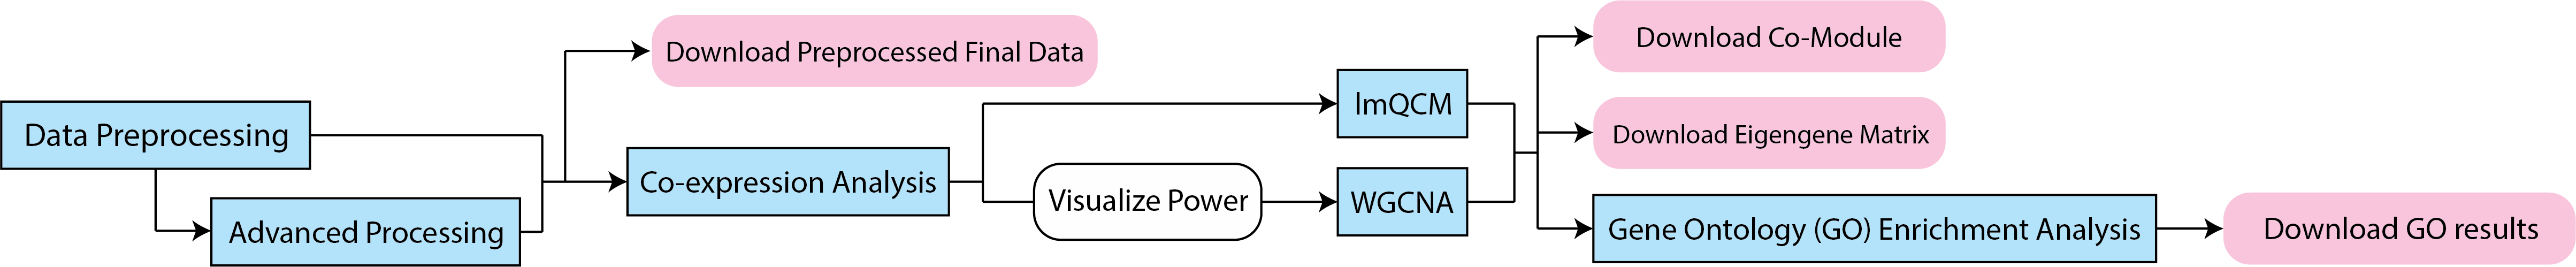 Data Preprocessing
Advanced Processing
Download Preprocessed Final Data
Co-expression Analysis
Visualize Power
lmQCM
WGCNA
Download Co-Module
Download Eigengene Matrix
Gene Ontology (GO) Enrichment Analysis
Download GO results